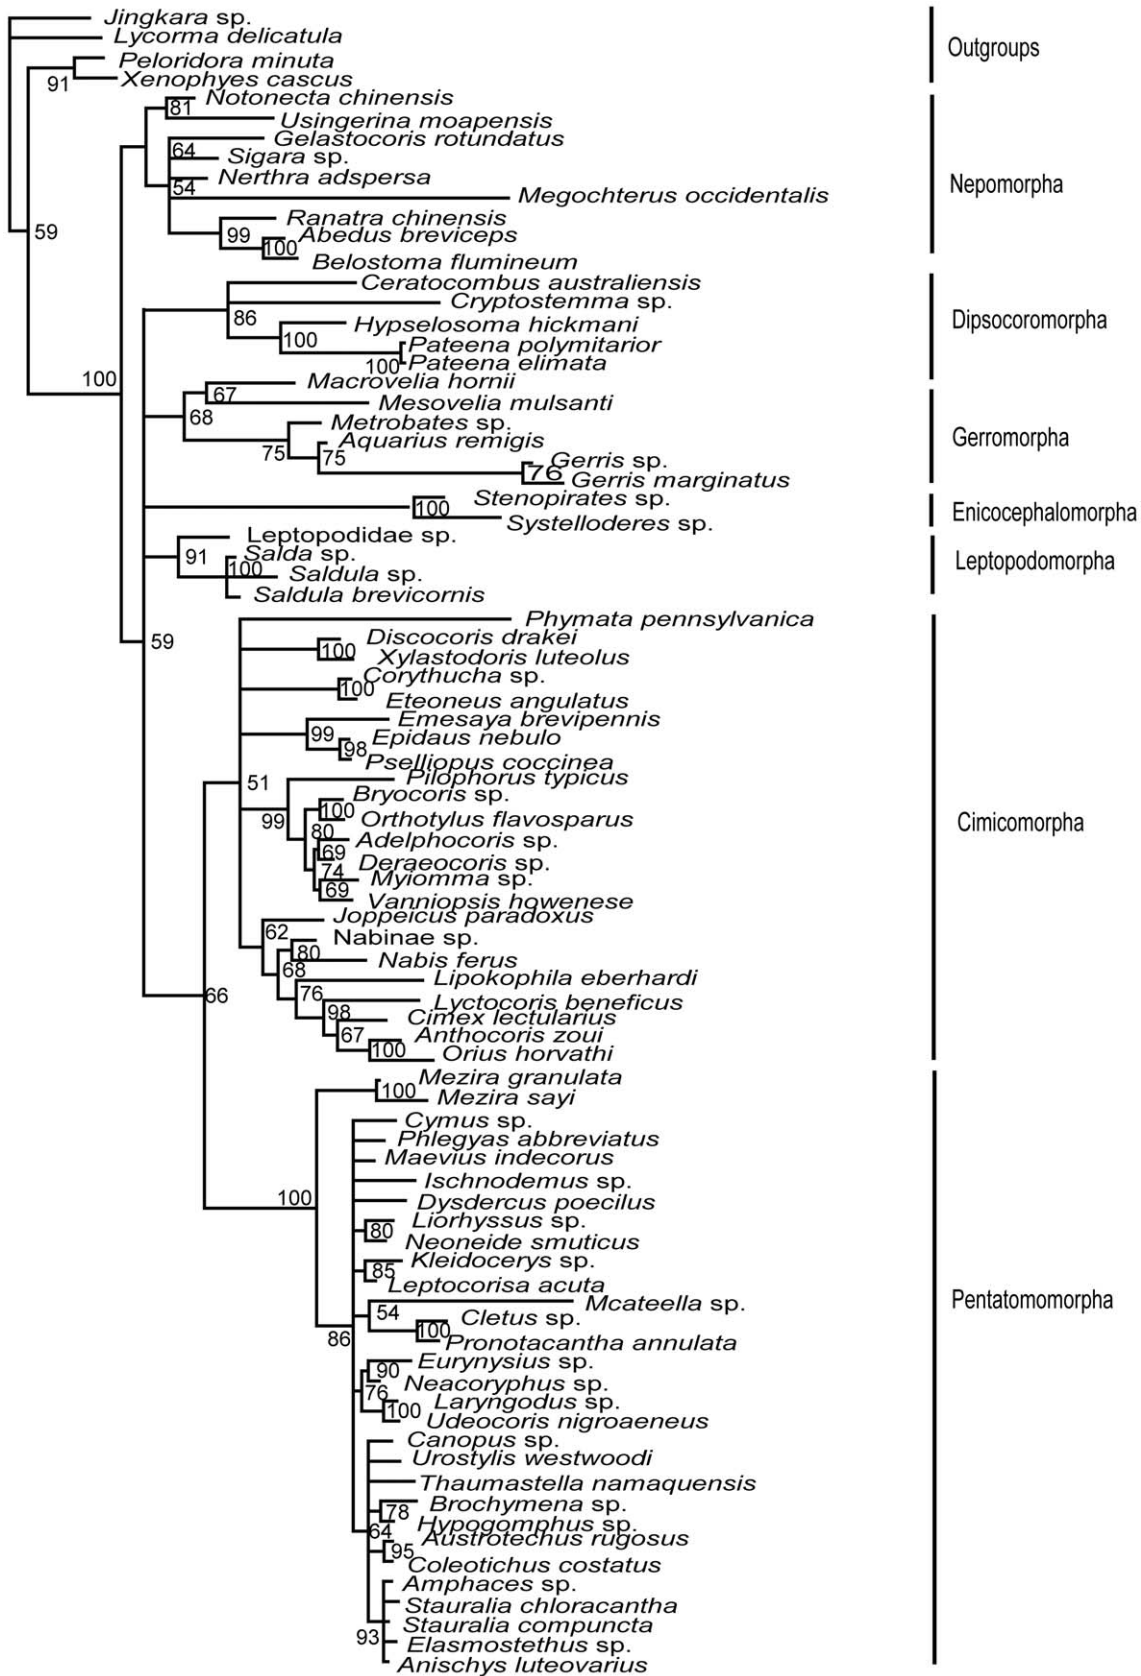 Jingkara sp.
Lycorma delicatula
Outgroups
Peloridora minuta
91
Xenophyes cascus
Notonecta chinensis
81
Usingerina moapensis
Gelastocoris rotundatus
64
Sigara sp.
Nerthra adspersa
Nepomorpha
54
Megochterus occidentalis
Ranatra chinensis
59
99
Abedus breviceps
100
Belostoma flumineum
Ceratocombus australiensis
Cryptostemma sp.
86
Dipsocoromorpha
Hypselosoma hickmani
100
Pateena polymitarior
100
Pateena elimata
100
Macrovelia hornii
67
Mesovelia mulsanti
68
Metrobates sp.
Gerromorpha
Aquarius remigis
75
75
Gerris sp.
76
Gerris marginatus
Stenopirates sp.
100
Enicocephalomorpha
Systelloderes sp.
Leptopodidae sp.
91
Salda sp.
Leptopodomorpha
100
Saldula sp.
Saldula brevicornis
Phymata pennsylvanica
59
Discocoris drakei
100
Xylastodoris luteolus
Corythucha sp.
100
Eteoneus angulatus
Emesaya brevipennis
99
Epidaus nebulo
98
Pselliopus coccinea
51
Pilophorus typicus
Bryocoris sp.
100
99
Orthotylus flavosparus
Cimicomorpha
80
Adelphocoris sp.
69
Deraeocoris sp.
74
Myiomma sp.
69
Vanniopsis howenese
Joppeicus paradoxus
62
Nabinae sp.
80
Nabis ferus
68
Lipokophila eberhardi
66
76
Lyctocoris beneficus
98
Cimex lectularius
67
Anthocoris zoui
100
Orius horvathi
Mezira granulata
100
Mezira sayi
Cymus sp.
Phlegyas abbreviatus
Maevius indecorus
Ischnodemus sp.
100
Dysdercus poecilus
Liorhyssus sp.
80
Neoneide smuticus
Kleidocerys sp.
85
Leptocorisa acuta
Pentatomomorpha
Mcateella sp.
54
Cletus sp.
100
86
Pronotacantha annulata
Eurynysius sp.
90
Neacoryphus sp.
76
Laryngodus sp.
100
Udeocoris nigroaeneus
Canopus sp.
Urostylis westwoodi
Thaumastella namaquensis
Brochymena sp.
78
Hypogomphus sp.
64
Austrotechus rugosus
95
Coleotichus costatus
Amphaces sp.
Stauralia chloracantha
Stauralia compuncta
93
Elasmostethus sp.
Anischys luteovarius